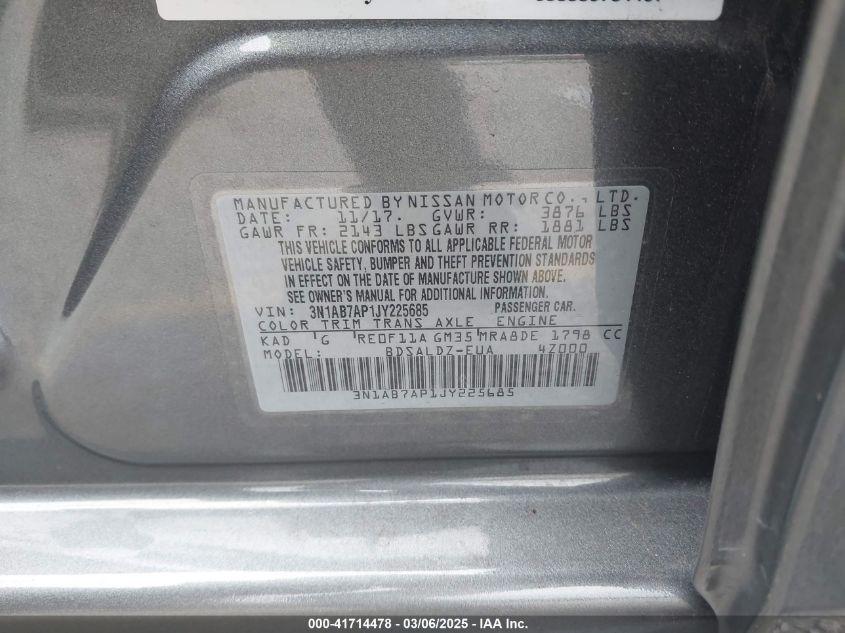 MANUFACTURED BY NISSAN MOTOR CO., LTD.
DATE: 11/17. GVWR: 3876 LBS
GAWR FR: 2143 LBS GAWR RR: 1881 LBS
THIS VEHICLE CONFORMS TO ALL APPLICABLE FEDERAL MOTOR
VEHICLE SAFETY, BUMPER AND THEFT PREVENTION STANDARDS
IN EFFECT ON THE DATE OF MANUFACTURE SHOWN ABOVE.
SEE OWNER'S MANUAL FOR ADDITIONAL INFORMATION.
VIN: 3N1AB7AP1JY225685 PASSENGER CAR.
COLOR TRIM TRANS AXLE ENGINE
KAD G RE0F11A GM35 MRA8DE 1798 CC
MODEL: BDSALDZ-EUA 4Z000
3N1AB7AP1JY225685
000-41714478 - 03/06/2025 - IAA Inc.